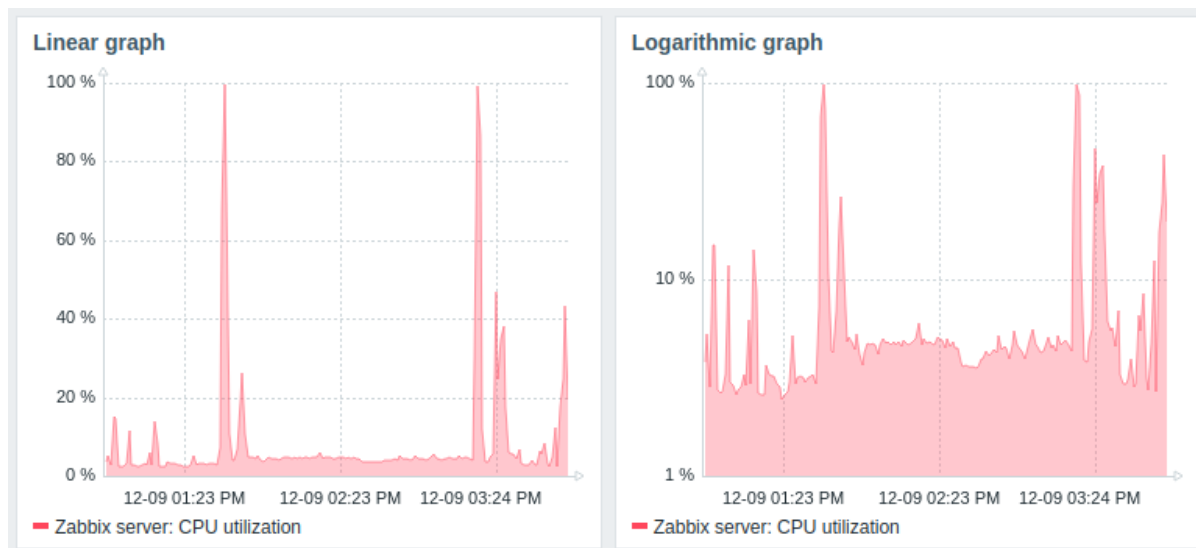 Linear graph
100 %
80 %
60 %
40 %
20 %
0 %
12-09 01:23 PM 12-09 02:23 PM 12-09 03:24 PM
Zabbix server: CPU utilization
Logarithmic graph
100 %
10 %
1 %
12-09 01:23 PM 12-09 02:23 PM 12-09 03:24 PM
Zabbix server: CPU utilization